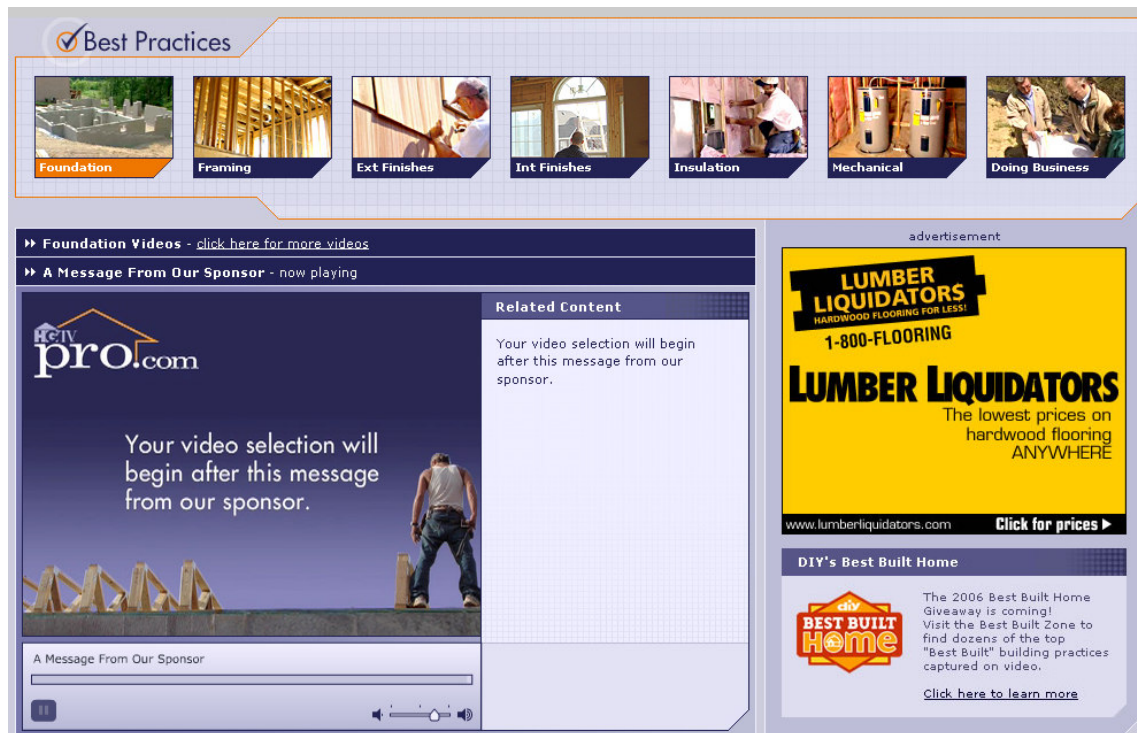 Best Practices
Foundation
Framing
Ext Finishes
Int Finishes
Insulation
Mechanical
Doing Business
Foundation Videos - click here for more videos
A Message From Our Sponsor - now playing
HGTV
pro.com
Your video selection will
begin after this message
from our sponsor.
A Message From Our Sponsor
Related Content
Your video selection will begin
after this message from our
sponsor.
advertisement
LUMBER
LIQUIDATORS
HARDWOOD FLOORING FOR LESS!
1-800-FLOORING
LUMBER LIQUIDATORS
The lowest prices on
hardwood flooring
ANYWHERE
www.lumberliquidators.com Click for prices
DIY's Best Built Home
diy
BEST BUILT
Home
The 2006 Best Built Home
Giveaway is coming!
Visit the Best Built Zone to
find dozens of the top
"Best Built" building practices
captured on video.
Click here to learn more